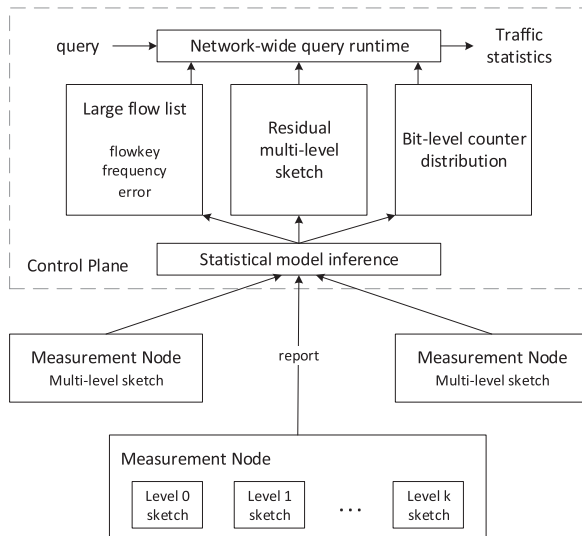 query
Network-wide query runtime
Traffic
statistics
Large flow list
flowkey
frequency
error
Residual
multi-level
sketch
Bit-level counter
distribution
Control Plane
Statistical model inference
Measurement Node
Multi-level sketch
report
Measurement Node
Multi-level sketch
Measurement Node
Level 0
sketch
Level 1
sketch
...
Level k
sketch